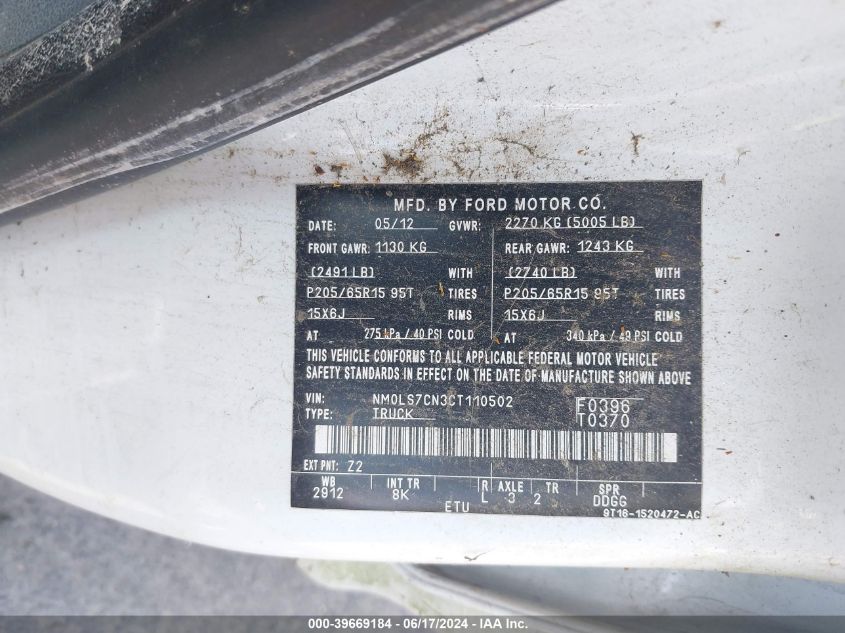 MFD. BY FORD MOTOR CO.
DATE: 05/12 GVWR: 2270 KG (5005 LB)
FRONT GAWR: 1130 KG REAR GAWR: 1243 KG
(2491 LB) WITH (2740 LB) WITH
P205/65R15 95T TIRES P205/65R15 95T TIRES
15X6J RIMS 15X6J RIMS
AT 275 kPa / 40 PSI COLD AT 340 kPa / 49 PSI COLD
THIS VEHICLE CONFORMS TO ALL APPLICABLE FEDERAL MOTOR VEHICLE
SAFETY STANDARDS IN EFFECT ON THE DATE OF MANUFACTURE SHOWN ABOVE
VIN: NM0LS7CN3CT110502 F0396
TYPE: TRUCK T0370
EXT PNT: Z2
WB INT TR R AXLE TR SPR
2912 8K L 3 2 DDGG
ETU 9T16-1520472-AC
000-39669184 - 06/17/2024 - IAA, Inc.